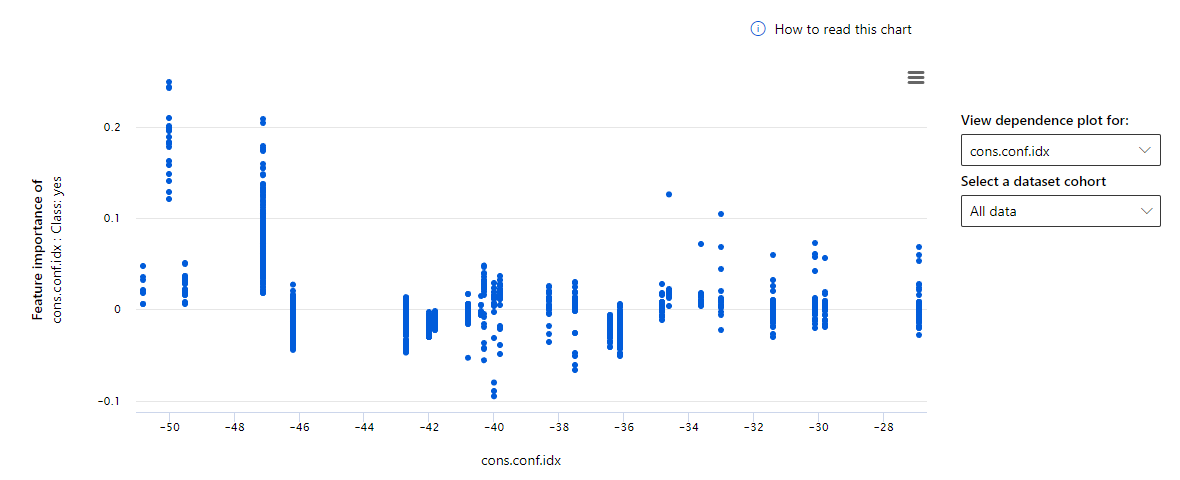 How to read this chart
View dependence plot for:
cons.conf.idx
Select a dataset cohort
All data
Feature importance of
cons.conf.idx : Class: yes
0.2
0.1
0
−0.1
−50
−48
−46
−44
−42
−40
−38
−36
−34
−32
−30
−28
cons.conf.idx